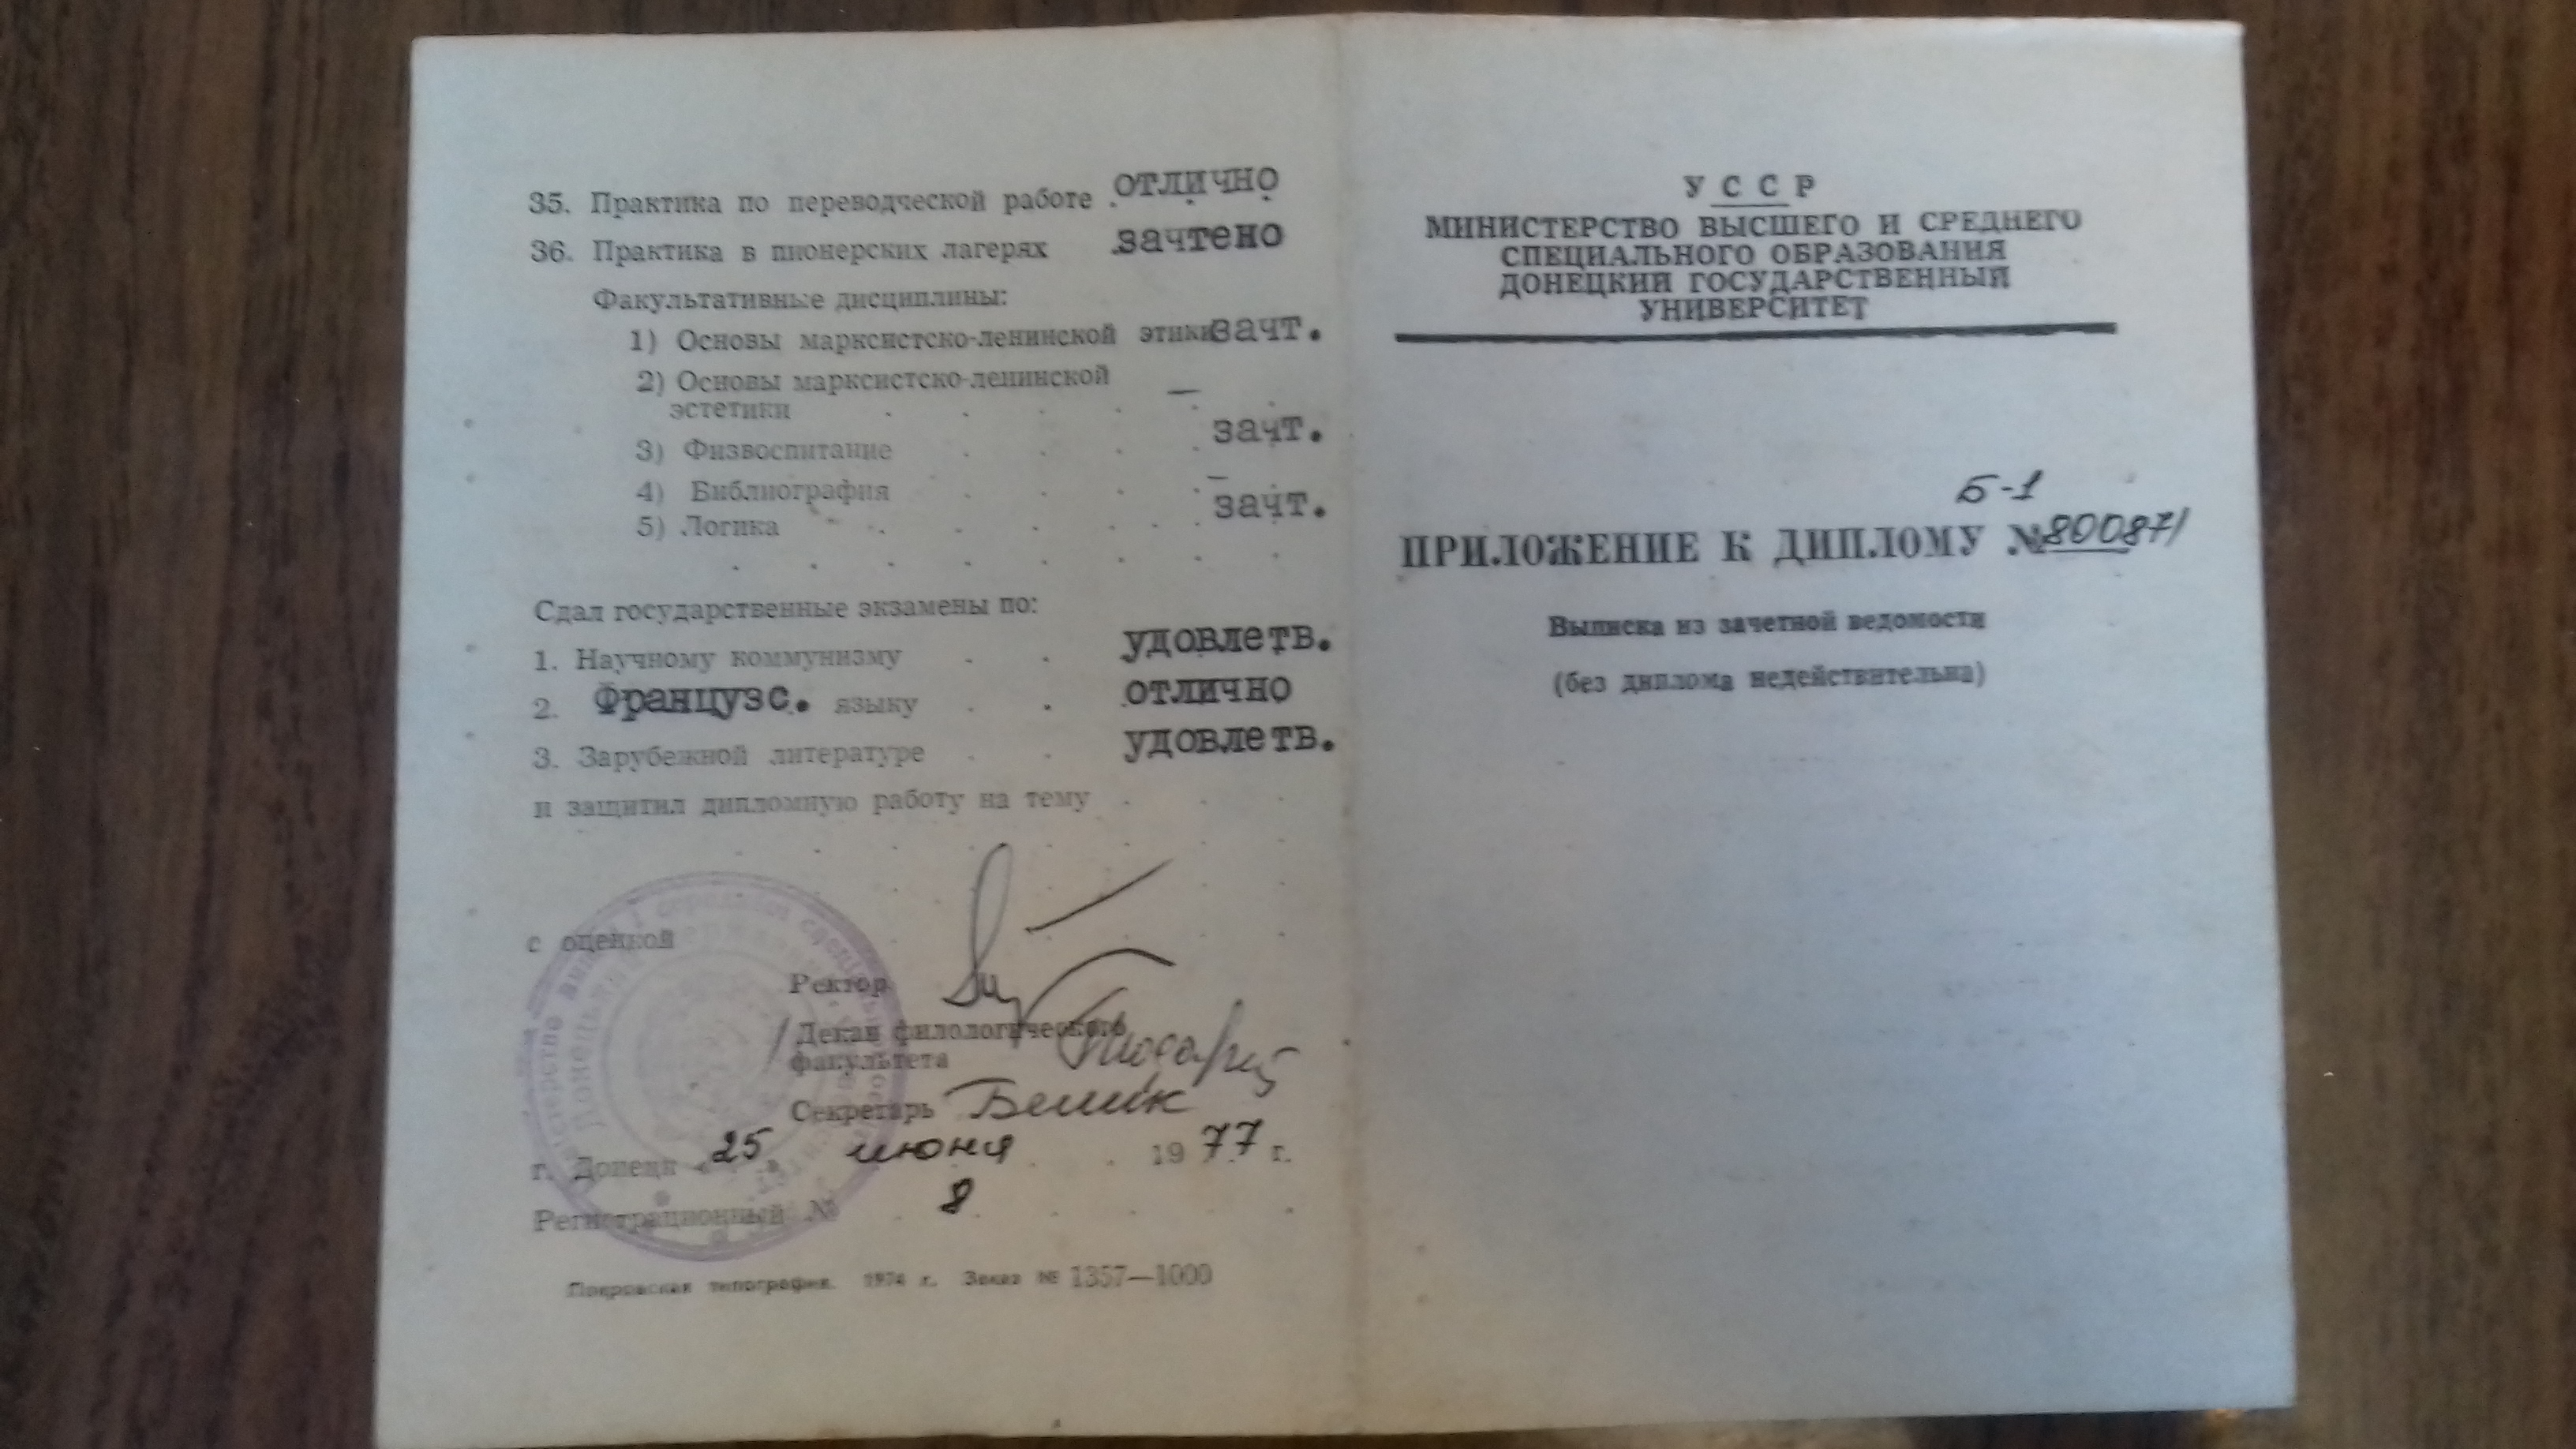 35. Практика по переводческой работе отлично
36. Практика в пионерских лагерях зачтено
Факультативные дисциплины:
1) Основы марксистско-ленинской этики зачт.
2) Основы марксистско-ленинской
эстетики —
3) Физвоспитание зачт.
4) Библиография —
5) Логика зачт.
Сдал государственные экзамены по:
1. Научному коммунизму удовлетв.
2. Французс. языку отлично
3. Зарубежной литературе удовлетв.
и защитил дипломную работу на тему
с оценкой
Ректор
Декан филологического
факультета
Секретарь
г. Донецк «25» июня 1977 г.
Регистрационный № 8
Покровская типография. 1974 г. Заказ № 1357—1000
УССР
МИНИСТЕРСТВО ВЫСШЕГО И СРЕДНЕГО
СПЕЦИАЛЬНОГО ОБРАЗОВАНИЯ
ДОНЕЦКИЙ ГОСУДАРСТВЕННЫЙ
УНИВЕРСИТЕТ
Б-1
ПРИЛОЖЕНИЕ К ДИПЛОМУ №800871
Выписка из зачетной ведомости
(без диплома недействительна)